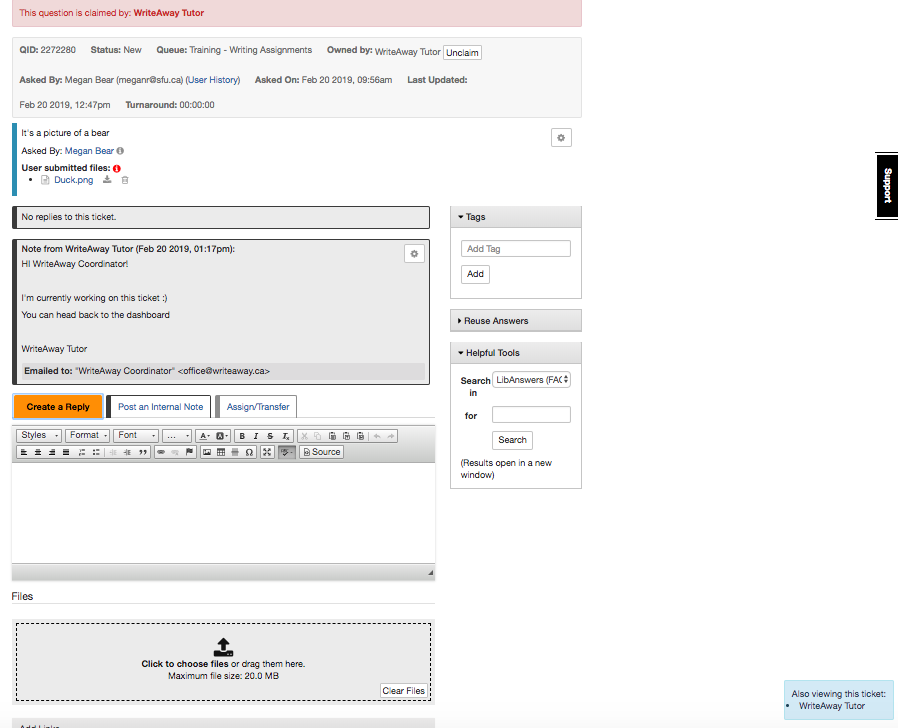 This question is claimed by: WriteAway Tutor
QID: 2272280 Status: New Queue: Training - Writing Assignments Owned by: WriteAway Tutor Unclaim
Asked By: Megan Bear (meganr@sfu.ca) (User History) Asked On: Feb 20 2019, 09:56am Last Updated:
Feb 20 2019, 12:47pm Turnaround: 00:00:00
It's a picture of a bear
Asked By: Megan Bear
User submitted files:
• Duck.png
Support
No replies to this ticket.
Note from WriteAway Tutor (Feb 20 2019, 01:17pm):
HI WriteAway Coordinator!
I'm currently working on this ticket :)
You can head back to the dashboard
WriteAway Tutor
Emailed to: "WriteAway Coordinator" <office@writeaway.ca>
Tags
Add Tag
Add
Reuse Answers
Helpful Tools
Search in LibAnswers (FAQ
for
Search
(Results open in a new
window)
Create a Reply Post an Internal Note Assign/Transfer
Styles Format Font ... A A B I S Ix
Source
Files
Click to choose files or drag them here.
Maximum file size: 20.0 MB
Clear Files
Add Links
Also viewing this ticket:
• WriteAway Tutor